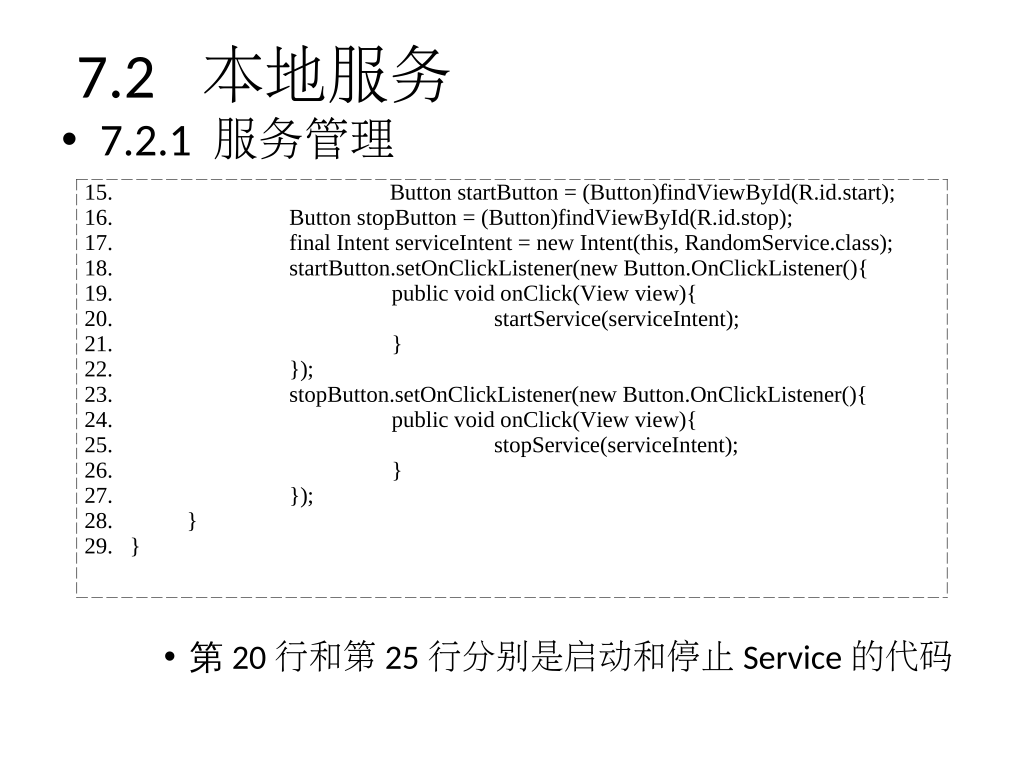 7.2 本地服务
• 7.2.1 服务管理
15. Button startButton = (Button)findViewById(R.id.start);
16. Button stopButton = (Button)findViewById(R.id.stop);
17. final Intent serviceIntent = new Intent(this, RandomService.class);
18. startButton.setOnClickListener(new Button.OnClickListener(){
19. public void onClick(View view){
20. startService(serviceIntent);
21. }
22. });
23. stopButton.setOnClickListener(new Button.OnClickListener(){
24. public void onClick(View view){
25. stopService(serviceIntent);
26. }
27. });
28. }
29. }
• 第 20 行和第 25 行分别是启动和停止 Service 的代码